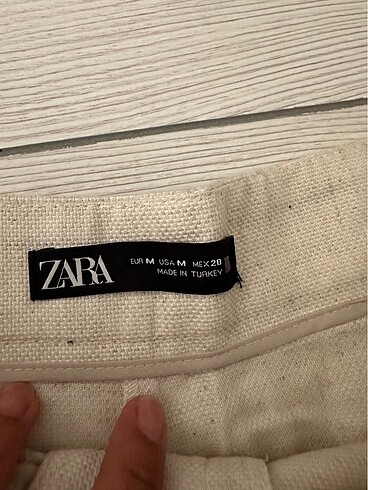 ZARA
EUR M USA M MEX 28
MADE IN TURKEY